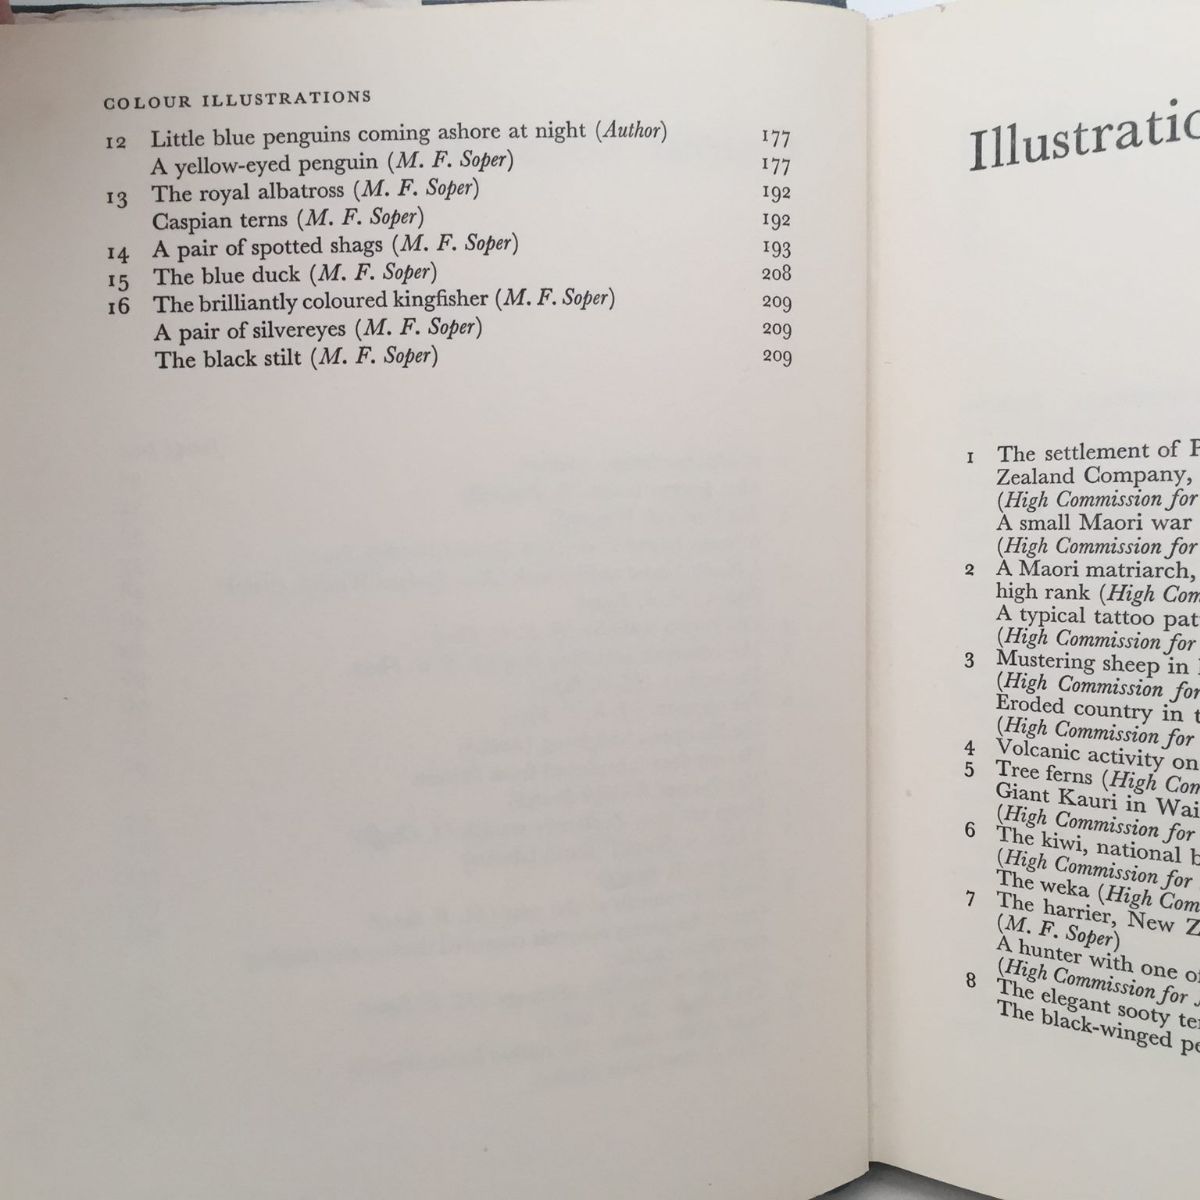 COLOUR ILLUSTRATIONS
12 Little blue penguins coming ashore at night (Author) 177
A yellow-eyed penguin (M. F. Soper) 177
13 The royal albatross (M. F. Soper) 192
Caspian terns (M. F. Soper) 192
14 A pair of spotted shags (M. F. Soper) 193
15 The blue duck (M. F. Soper) 208
16 The brilliantly coloured kingfisher (M. F. Soper) 209
A pair of silvereyes (M. F. Soper) 209
The black stilt (M. F. Soper) 209
Illustratio
1 The settlement of P
Zealand Company,
(High Commission for
A small Maori war
(High Commission for
2 A Maori matriarch,
high rank (High Com
A typical tattoo pat
(High Commission for
3 Mustering sheep in
(High Commission for
Eroded country in t
(High Commission for
4 Volcanic activity on
5 Tree ferns (High Com
Giant Kauri in Wai
(High Commission for
6 The kiwi, national b
(High Commission for
The weka (High Com
7 The harrier, New Z
(M. F. Soper)
A hunter with one of
(High Commission for
8 The elegant sooty te
The black-winged pe